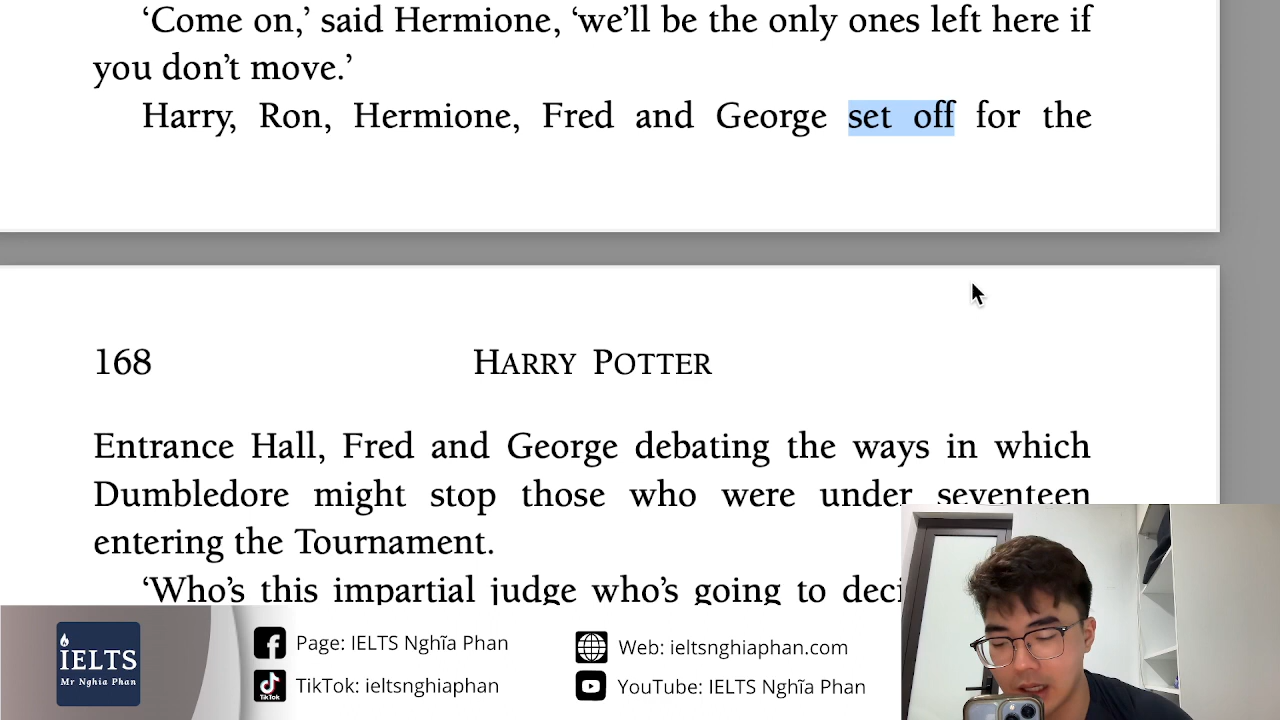 ‘Come on,’ said Hermione, ‘we’ll be the only ones left here if
you don’t move.’
Harry, Ron, Hermione, Fred and George set off for the
168 HARRY POTTER
Entrance Hall, Fred and George debating the ways in which
Dumbledore might stop those who were under seventeen
entering the Tournament.
‘Who’s this impartial judge who’s going to
IELTS
Mr Nghia Phan
Page: IELTS Nghĩa Phan
TikTok
TikTok: ieltsnghiaphan
Web: ieltsnghiaphan.com
YouTube: IELTS Nghĩa Phan